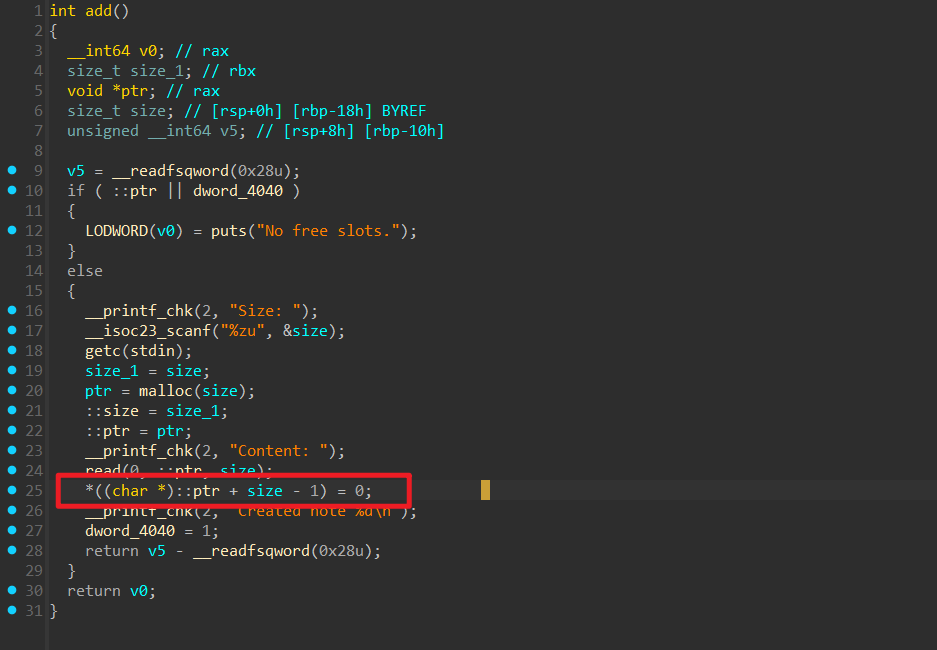 1 int add()
2 {
3   __int64 v0; // rax
4   size_t size_1; // rbx
5   void *ptr; // rax
6   size_t size; // [rsp+0h] [rbp-18h] BYREF
7   unsigned __int64 v5; // [rsp+8h] [rbp-10h]
8
9   v5 = __readfsqword(0x28u);
10   if ( ::ptr || dword_4040 )
11   {
12     LODWORD(v0) = puts("No free slots.");
13   }
14   else
15   {
16     __printf_chk(2, "Size: ");
17     __isoc23_scanf("%zu", &size);
18     getc(stdin);
19     size_1 = size;
20     ptr = malloc(size);
21     ::size = size_1;
22     ::ptr = ptr;
23     __printf_chk(2, "Content: ");
24     read(0, ::ptr, size);
25     *((char *)::ptr + size - 1) = 0;
26     __printf_chk(2, "Created note %d\n");
27     dword_4040 = 1;
28     return v5 - __readfsqword(0x28u);
29   }
30   return v0;
31 }